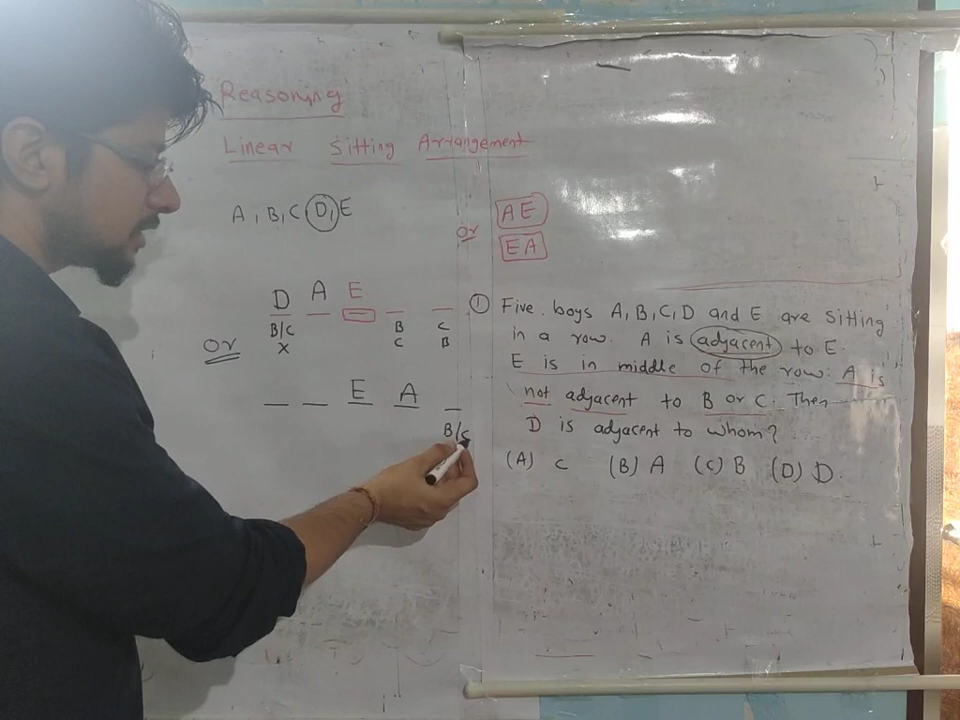 Reasoning
Linear Sitting Arrangement
A, B, C, D, E
or
AE
EA
D A E
B/C
X
B
C
C
B
or
E A
B/C
① Five boys A, B, C, D and E are sitting
in a row. A is adjacent to E.
E is in middle of the row. A is
not adjacent to B or C. Then
D is adjacent to whom?
(A) C (B) A (C) B (D) D.